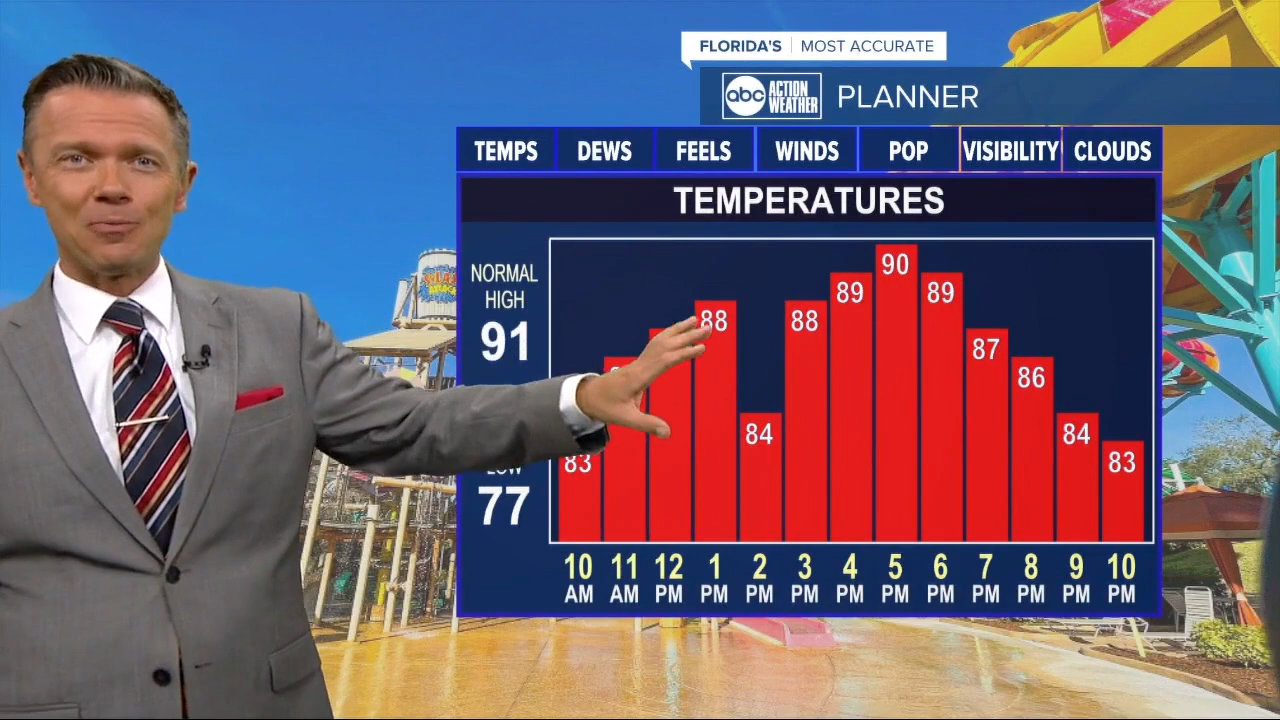 FLORIDA'S MOST ACCURATE
abc ACTION WEATHER PLANNER
TEMPS DEWS FEELS WINDS POP VISIBILITY CLOUDS
TEMPERATURES
NORMAL
HIGH
91
LOW
77
83 88 84 88 89 90 89 87 86 84 83
10 11 12 1 2 3 4 5 6 7 8 9 10
AM AM PM PM PM PM PM PM PM PM PM PM PM